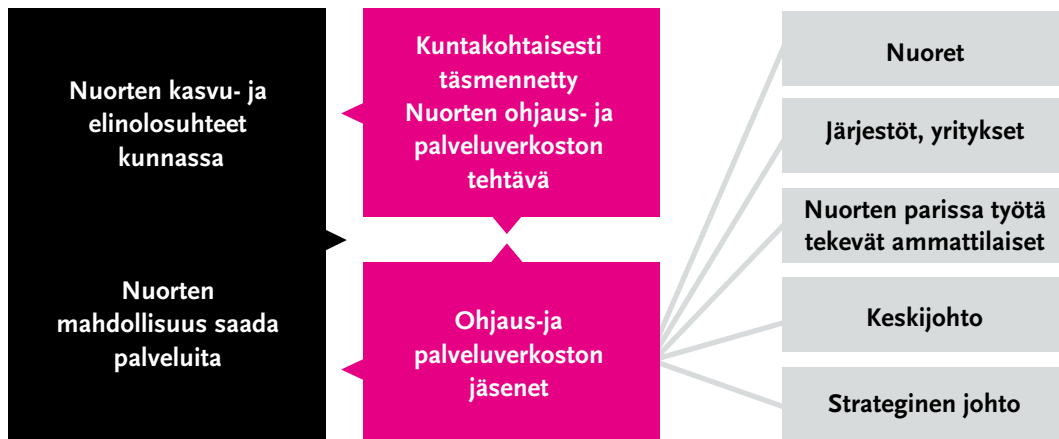 Nuorten kasvu- ja
elinolosuhteet
kunnassa
Nuorten
mahdollisuus saada
palveluita
Kuntakohtaisesti
täsmennetty
Nuorten ohjaus- ja
palveluverkoston
tehtävä
Ohjaus-ja
palveluverkoston
jäsenet
Nuoret
Järjestöt, yritykset
Nuorten parissa työtä
tekevät ammattilaiset
Keskijohto
Strateginen johto